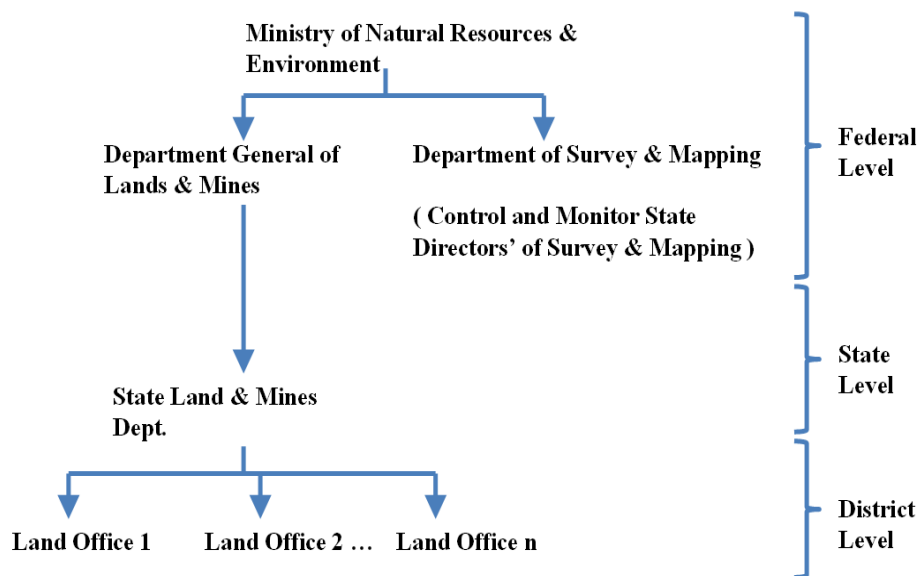 Ministry of Natural Resources &
Environment
Department General of
Lands & Mines
Department of Survey & Mapping
( Control and Monitor State
Directors’ of Survey & Mapping )
Federal
Level
State Land & Mines
Dept.
State
Level
Land Office 1
Land Office 2 …
Land Office n
District
Level